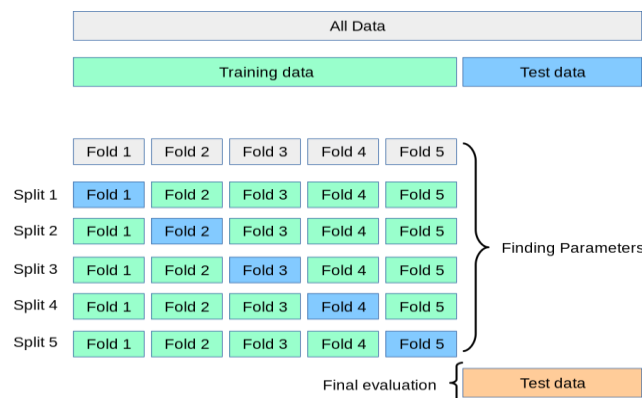 All Data
Training data Test data
Fold 1 Fold 2 Fold 3 Fold 4 Fold 5
Split 1 Fold 1 Fold 2 Fold 3 Fold 4 Fold 5
Split 2 Fold 1 Fold 2 Fold 3 Fold 4 Fold 5
Finding Parameters
Split 3 Fold 1 Fold 2 Fold 3 Fold 4 Fold 5
Split 4 Fold 1 Fold 2 Fold 3 Fold 4 Fold 5
Split 5 Fold 1 Fold 2 Fold 3 Fold 4 Fold 5
Final evaluation Test data